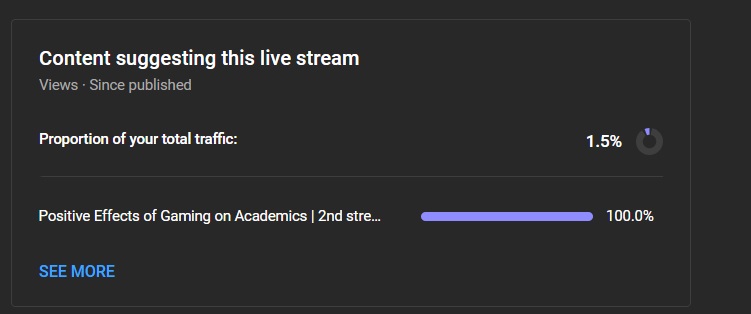 Content suggesting this live stream
Views · Since published
Proportion of your total traffic: 1.5%
Positive Effects of Gaming on Academics | 2nd stre... 100.0%
SEE MORE